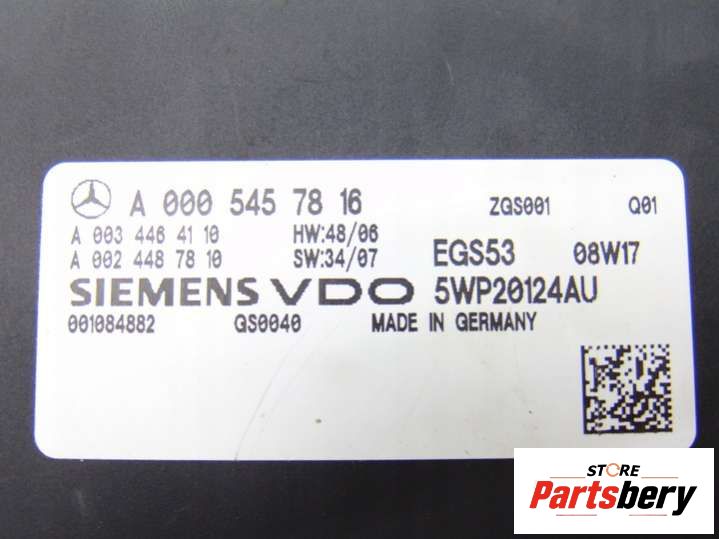 A 000 545 78 16 ZGS001 Q01
A 003 446 41 10 HW:48/06
A 002 448 78 10 SW:34/07 EGS53 08W17
SIEMENS VDO 5WP20124AU
001084882 GS0040 MADE IN GERMANY
STORE
Partsbery